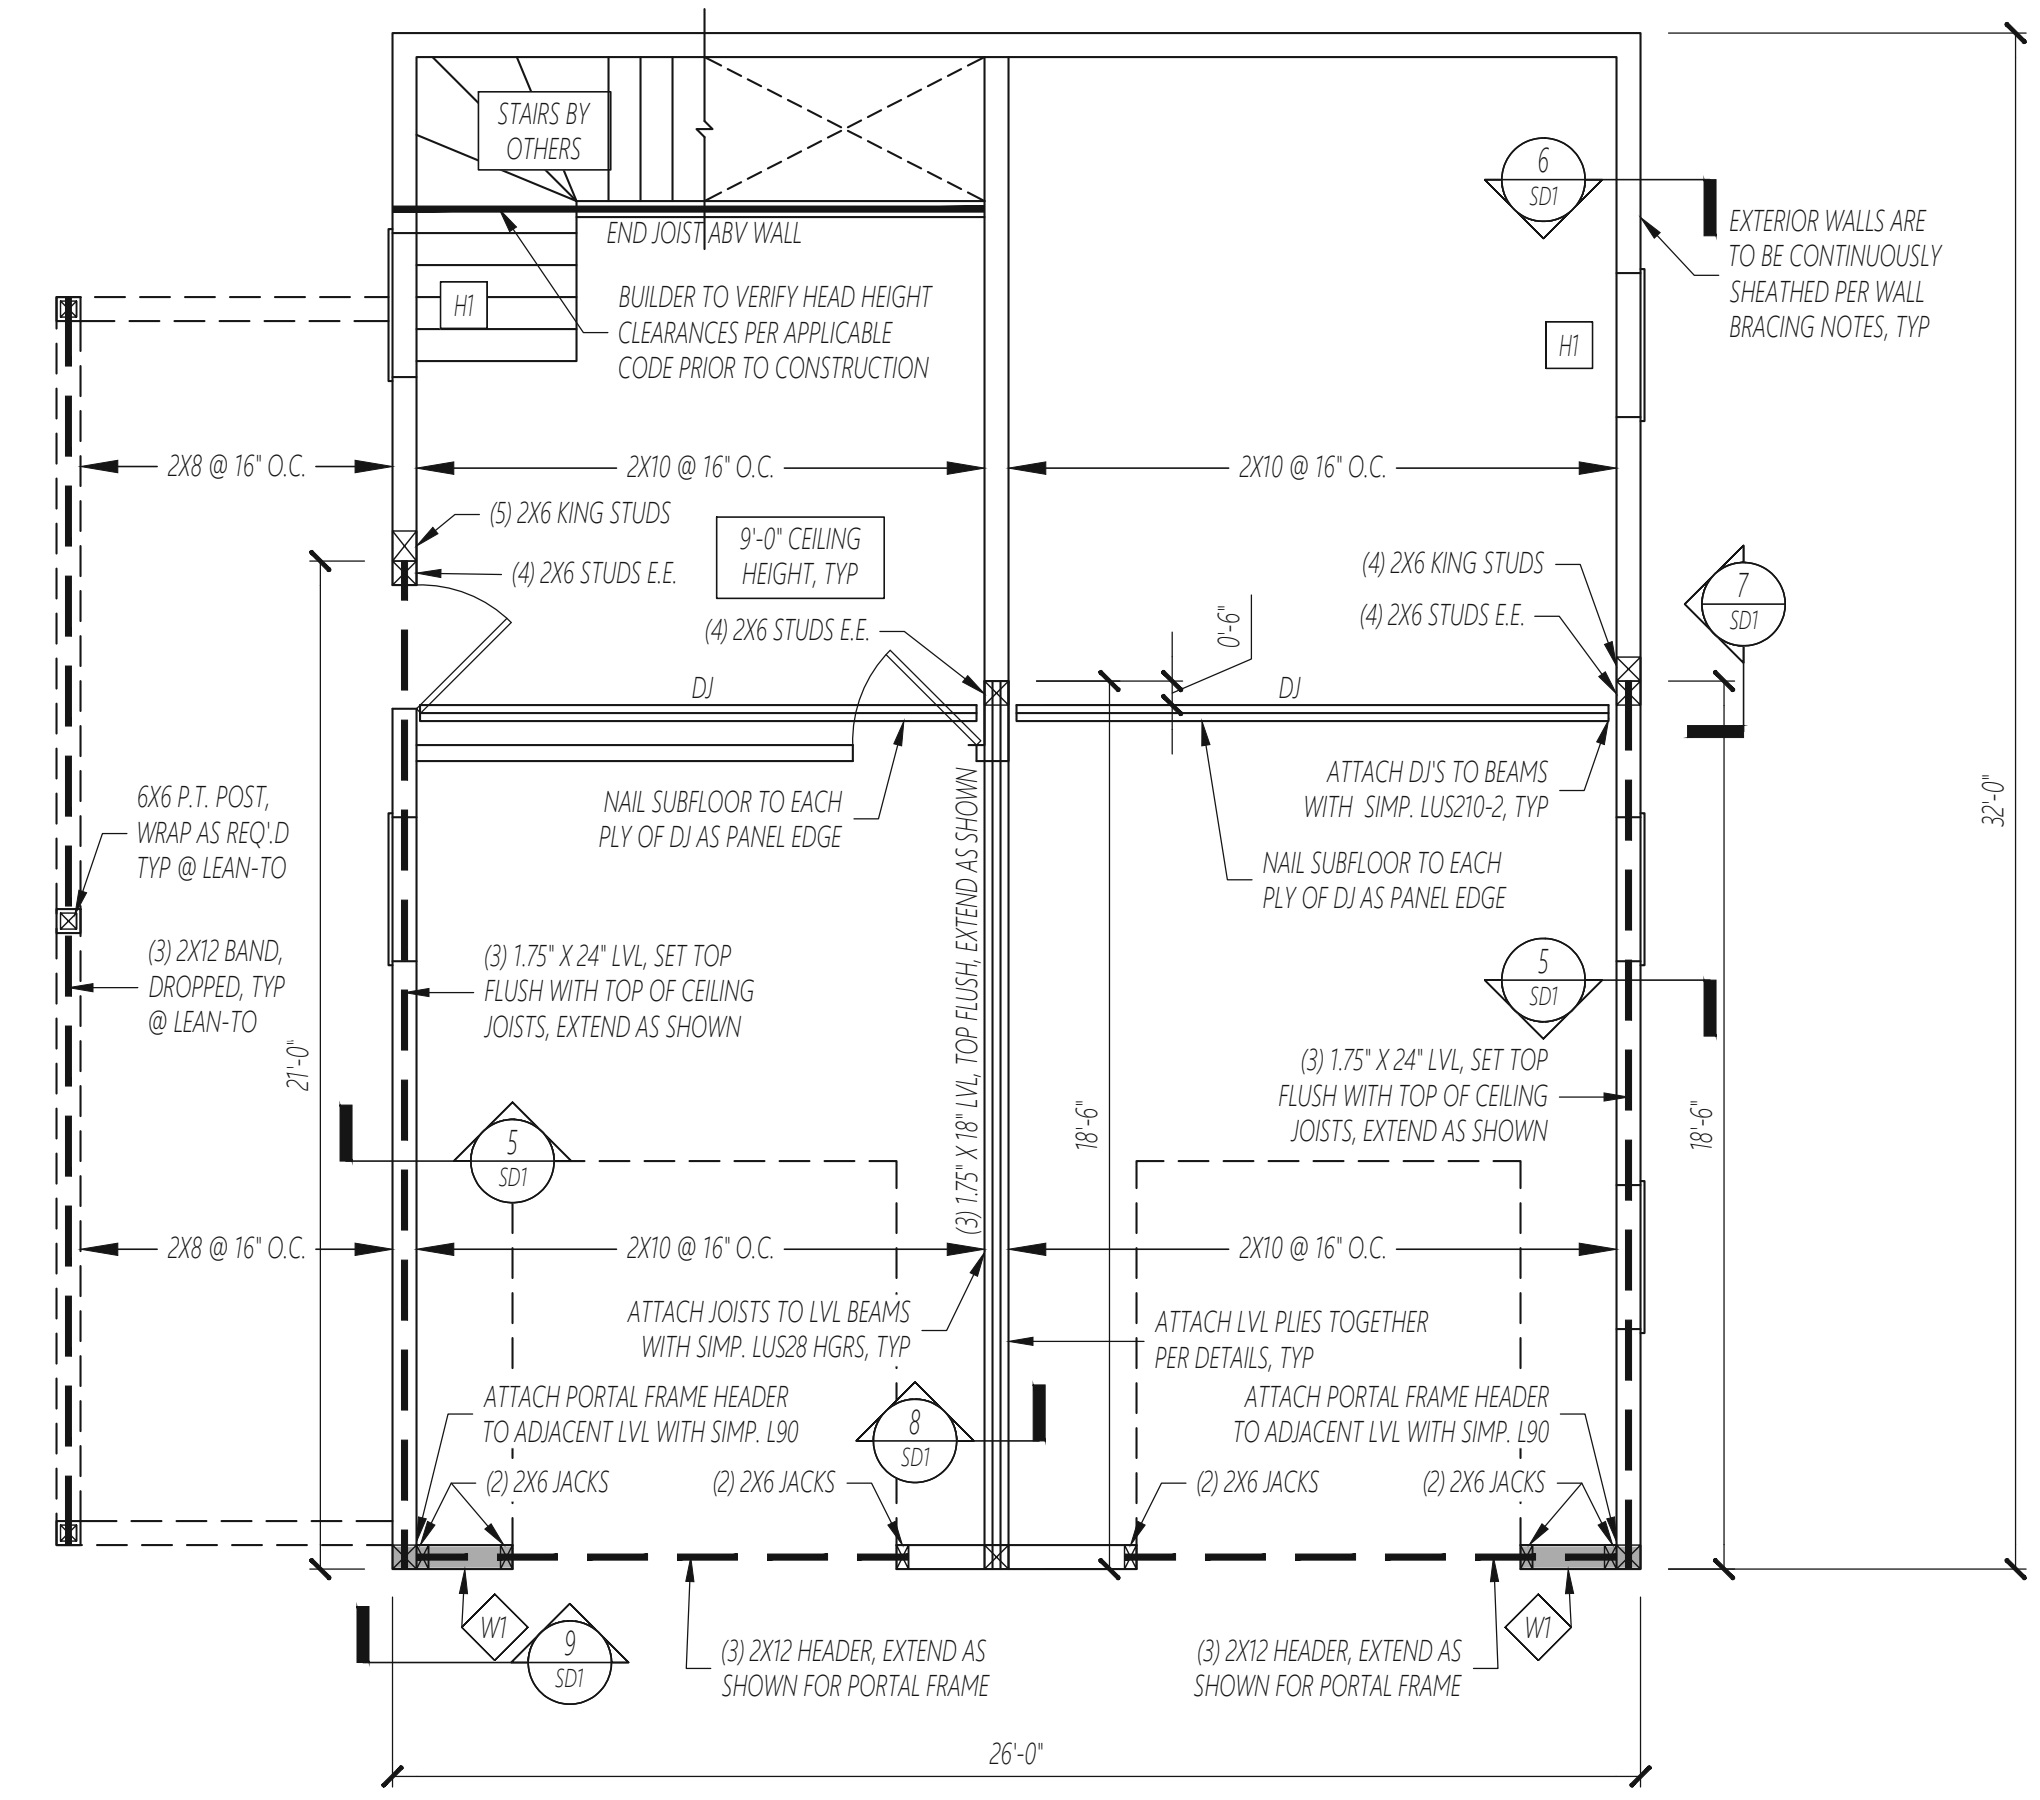 STAIRS BY
OTHERS
6
SD1
EXTERIOR WALLS ARE
TO BE CONTINUOUSLY
SHEATHED PER WALL
BRACING NOTES, TYP
END JOIST ABV WALL
BUILDER TO VERIFY HEAD HEIGHT
CLEARANCES PER APPLICABLE
CODE PRIOR TO CONSTRUCTION
H1
H1
2X8 @ 16" O.C.
2X10 @ 16" O.C.
2X10 @ 16" O.C.
(5) 2X6 KING STUDS
(4) 2X6 STUDS E.E.
9'-0" CEILING
HEIGHT, TYP
(4) 2X6 STUDS E.E.
(4) 2X6 KING STUDS
(4) 2X6 STUDS E.E.
7
SD1
0'-6"
DJ
DJ
6X6 P.T. POST,
WRAP AS REQ'.D
TYP @ LEAN-TO
NAIL SUBFLOOR TO EACH
PLY OF DJ AS PANEL EDGE
ATTACH DJ'S TO BEAMS
WITH SIMP. LUS210-2, TYP
NAIL SUBFLOOR TO EACH
PLY OF DJ AS PANEL EDGE
32'-0"
(3) 2X12 BAND,
DROPPED, TYP
@ LEAN-TO
(3) 1.75" X 24" LVL, SET TOP
FLUSH WITH TOP OF CEILING
JOISTS, EXTEND AS SHOWN
(3) 1.75" X 18" LVL, TOP FLUSH, EXTEND AS SHOWN
5
SD1
21'-0"
(3) 1.75" X 24" LVL, SET TOP
FLUSH WITH TOP OF CEILING
JOISTS, EXTEND AS SHOWN
18'-6"
18'-6"
5
SD1
2X8 @ 16" O.C.
2X10 @ 16" O.C.
2X10 @ 16" O.C.
ATTACH JOISTS TO LVL BEAMS
WITH SIMP. LUS28 HGRS, TYP
ATTACH LVL PLIES TOGETHER
PER DETAILS, TYP
ATTACH PORTAL FRAME HEADER
TO ADJACENT LVL WITH SIMP. L90
8
SD1
ATTACH PORTAL FRAME HEADER
TO ADJACENT LVL WITH SIMP. L90
(2) 2X6 JACKS
(2) 2X6 JACKS
(2) 2X6 JACKS
(2) 2X6 JACKS
W1
9
SD1
(3) 2X12 HEADER, EXTEND AS
SHOWN FOR PORTAL FRAME
(3) 2X12 HEADER, EXTEND AS
SHOWN FOR PORTAL FRAME
W1
26'-0"